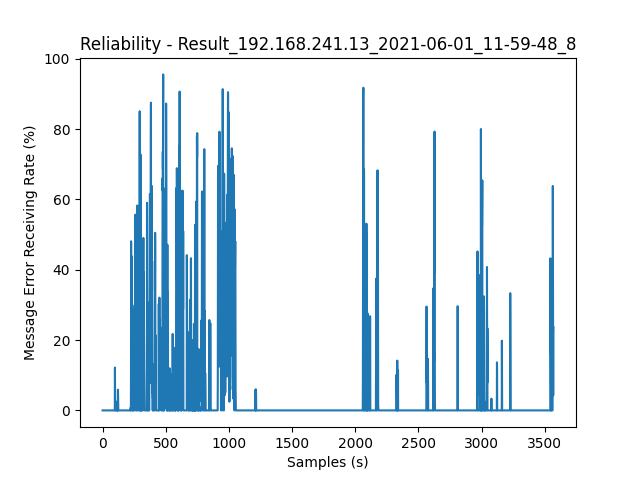 Reliability - Result_192.168.241.13_2021-06-01_11-59-48_8
100
80
60
40
20
0
Message Error Receiving Rate (%)
0 500 1000 1500 2000 2500 3000 3500
Samples (s)